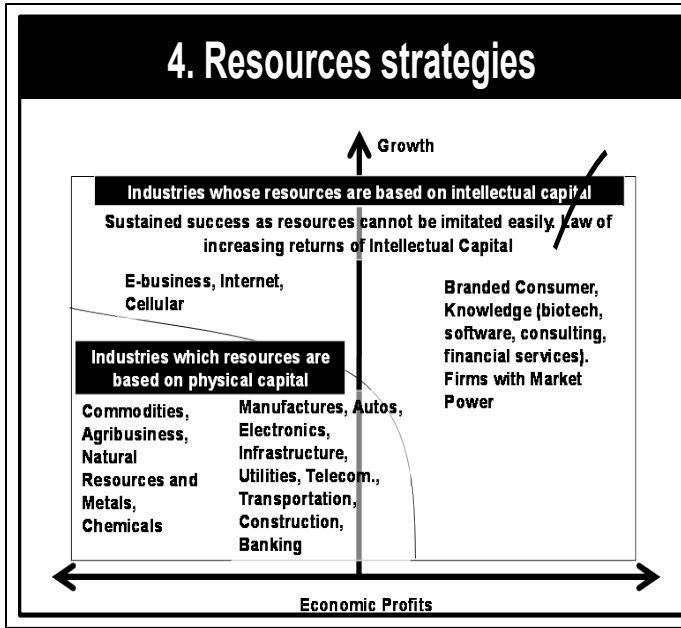 4. Resources strategies
Growth
Industries whose resources are based on intellectual capital
Sustained success as resources cannot be imitated easily. Law of
increasing returns of Intellectual Capital
E-business, Internet,
Cellular
Branded Consumer,
Knowledge (biotech,
software, consulting,
financial services).
Firms with Market
Power
Industries which resources are
based on physical capital
Commodities,
Agribusiness,
Natural
Resources and
Metals,
Chemicals
Manufactures, Autos,
Electronics,
Infrastructure,
Utilities, Telecom.,
Transportation,
Construction,
Banking
Economic Profits